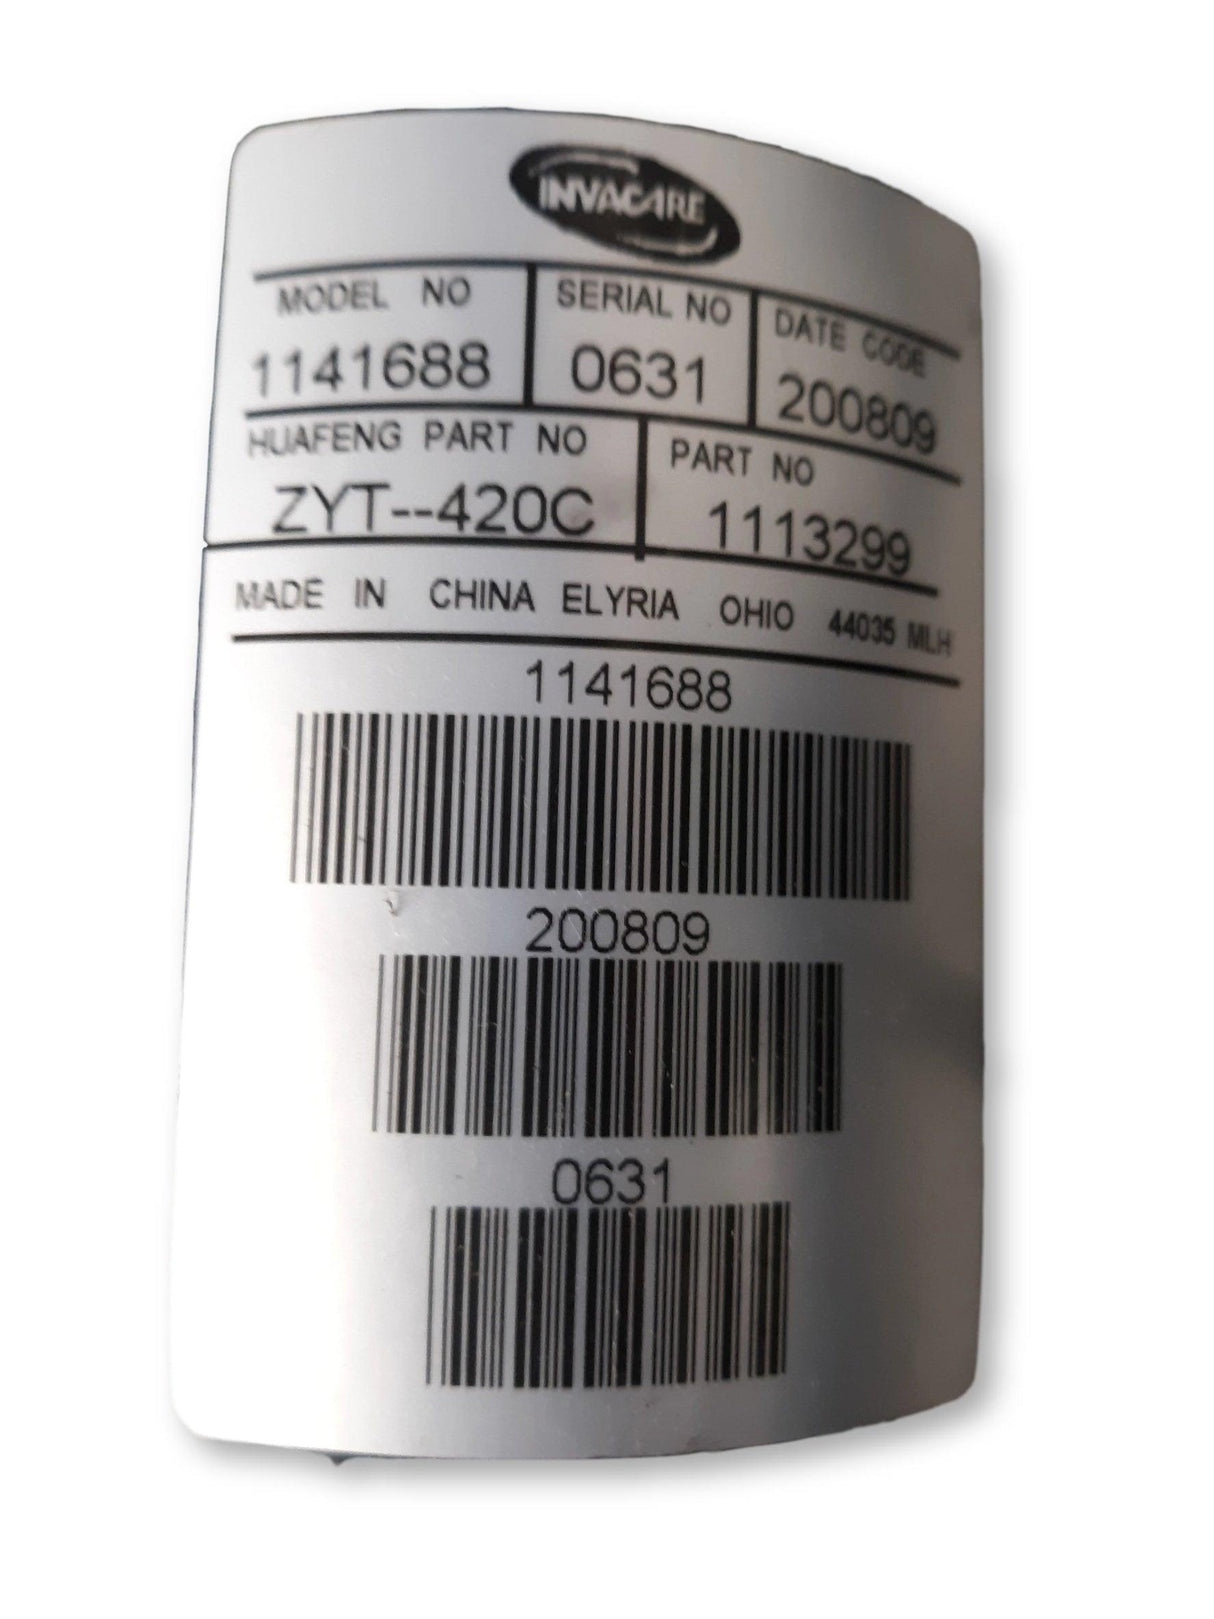 INVACARE
MODEL NO SERIAL NO DATE CODE
1141688 0631 200809
HUAFENG PART NO PART NO
ZYT--420C 1113299
MADE IN CHINA ELYRIA OHIO 44035 MLH
1141688
200809
0631